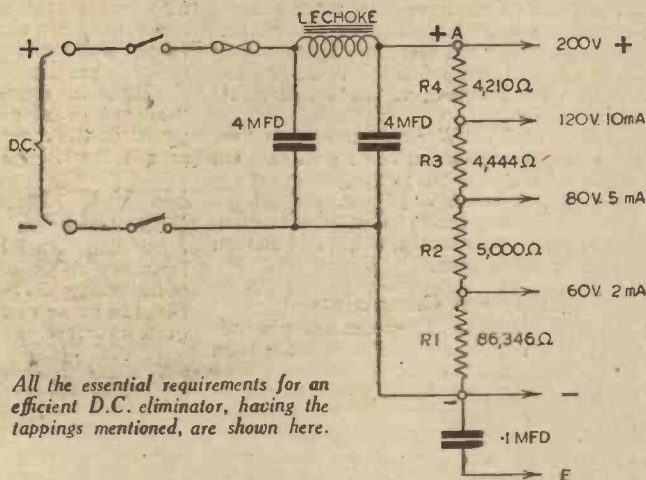 L.F.CHOKE
+ A
200V +
+
R4 4,210Ω
4 MFD
4 MFD
120V. 10mA
D.C.
R3 4,444Ω
80V. 5 mA
−
R2 5,000Ω
60V. 2 mA
R1 86,346Ω
−
−
·1 MFD
E
All the essential requirements for an
efficient D.C. eliminator, having the
tappings mentioned, are shown here.